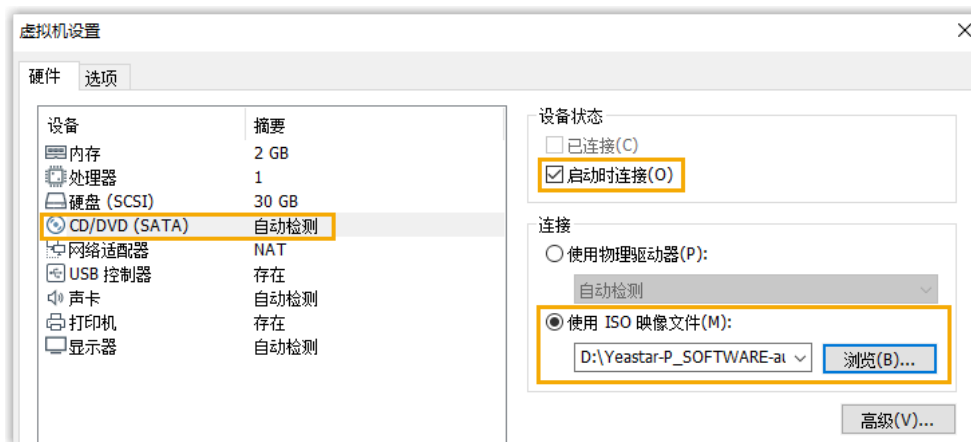 虚拟机设置
硬件 选项
设备 摘要
内存 2 GB
处理器 1
硬盘 (SCSI) 30 GB
CD/DVD (SATA) 自动检测
网络适配器 NAT
USB 控制器 存在
声卡 自动检测
打印机 存在
显示器 自动检测
设备状态
已连接(C)
启动时连接(O)
连接
使用物理驱动器(P):
自动检测
使用 ISO 映像文件(M):
D:\Yeastar-P_SOFTWARE-au 浏览(B)...
高级(V)...